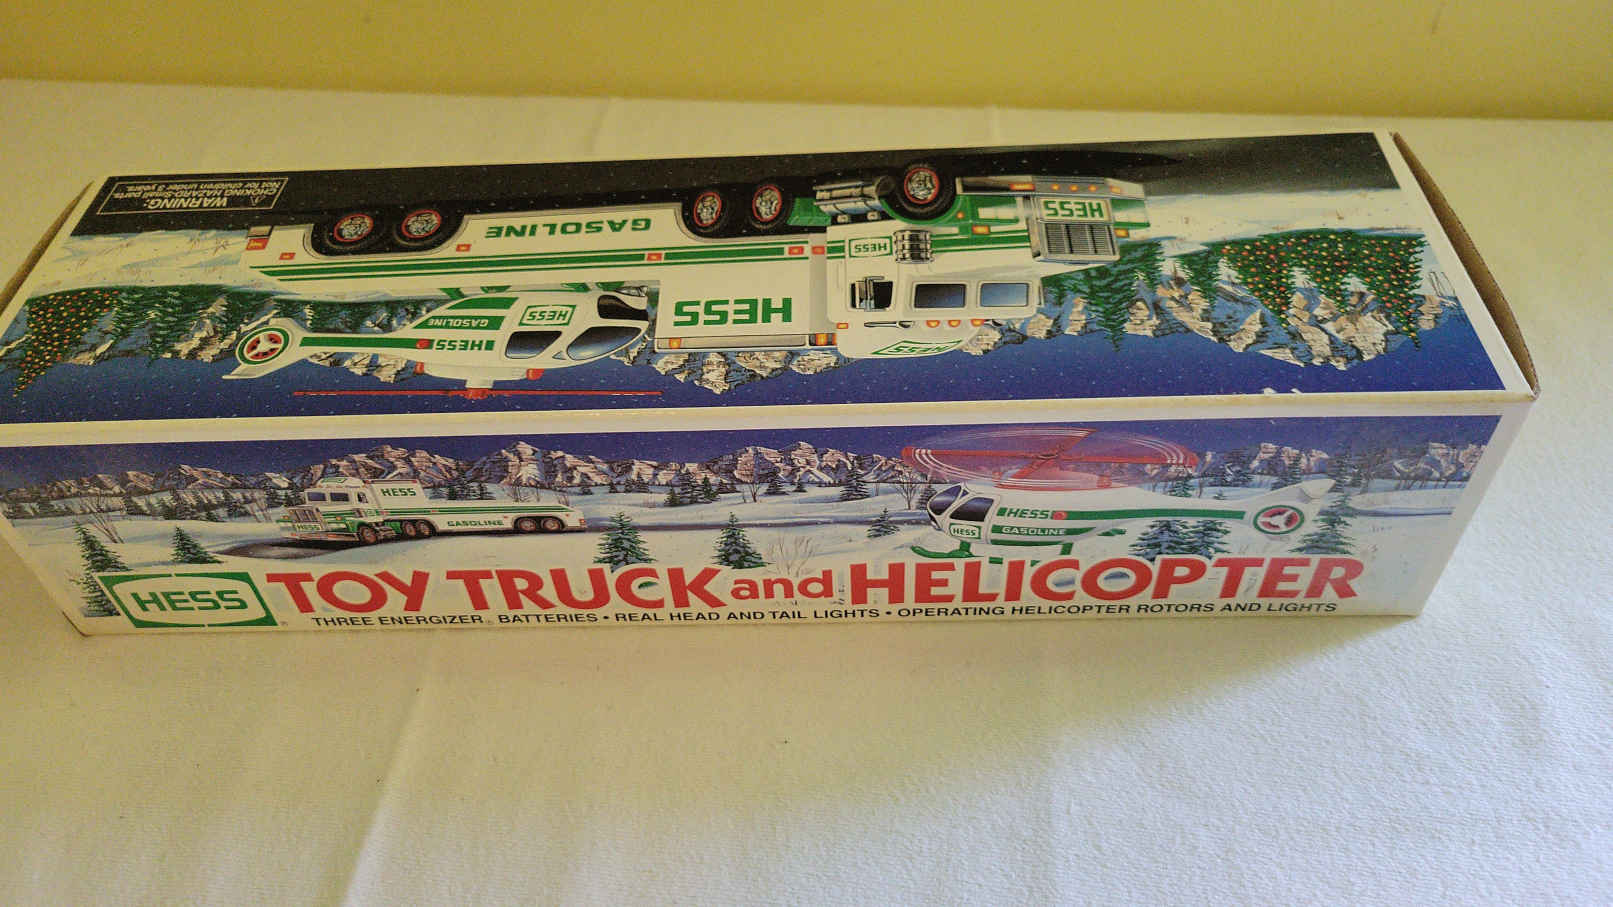 WARNING:
CHOKING HAZARD-Small parts.
Not for children under 3 years.
GASOLINE
HESS
HESS
HESS
HESS
HESS
GASOLINE
HESS
HESS
HESS
HESS
GASOLINE
HESS
GASOLINE
HESS
HESS TOY TRUCK and HELICOPTER
THREE ENERGIZER® BATTERIES • REAL HEAD AND TAIL LIGHTS • OPERATING HELICOPTER ROTORS AND LIGHTS